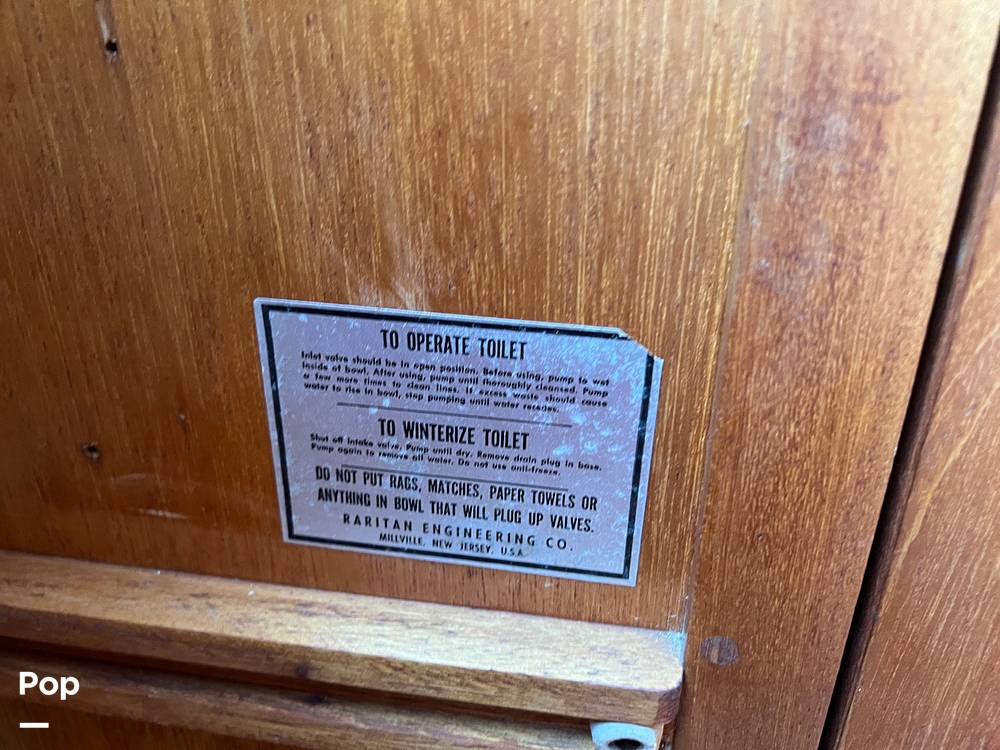 TO OPERATE TOILET
Inlet valve should be in open position. Before using, pump to wet
inside of bowl. After using, pump until thoroughly cleansed. Pump
a few more times to clean lines. If excess waste should cause
water to rise in bowl, stop pumping until water recedes.
TO WINTERIZE TOILET
Shut off intake valve. Pump until dry. Remove drain plug in base.
Pump again to remove all water. Do not use anti-freeze.
DO NOT PUT RAGS, MATCHES, PAPER TOWELS OR
ANYTHING IN BOWL THAT WILL PLUG UP VALVES.
RARITAN ENGINEERING CO.
MILLVILLE, NEW JERSEY, U.S.A.
Pop